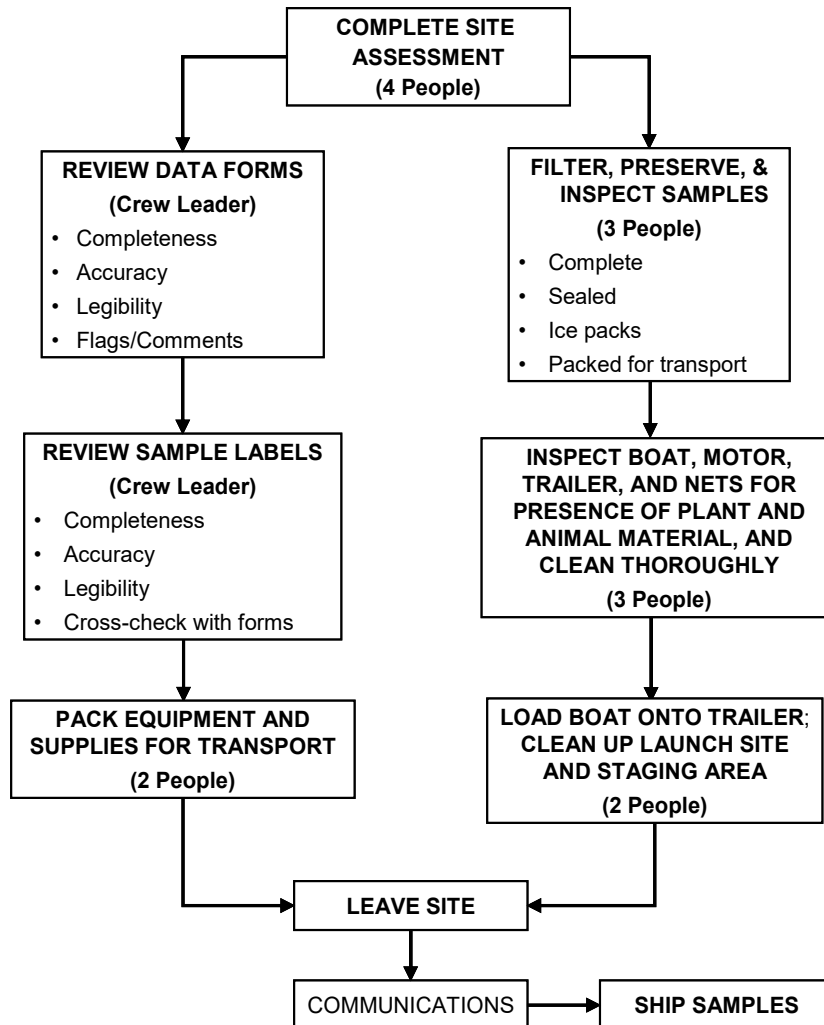 COMPLETE SITE
ASSESSMENT
(4 People)
REVIEW DATA FORMS
(Crew Leader)
• Completeness
• Accuracy
• Legibility
• Flags/Comments
FILTER, PRESERVE, &
INSPECT SAMPLES
(3 People)
• Complete
• Sealed
• Ice packs
• Packed for transport
REVIEW SAMPLE LABELS
(Crew Leader)
• Completeness
• Accuracy
• Legibility
• Cross-check with forms
INSPECT BOAT, MOTOR,
TRAILER, AND NETS FOR
PRESENCE OF PLANT AND
ANIMAL MATERIAL, AND
CLEAN THOROUGHLY
(3 People)
PACK EQUIPMENT AND
SUPPLIES FOR TRANSPORT
(2 People)
LOAD BOAT ONTO TRAILER;
CLEAN UP LAUNCH SITE
AND STAGING AREA
(2 People)
LEAVE SITE
COMMUNICATIONS
SHIP SAMPLES